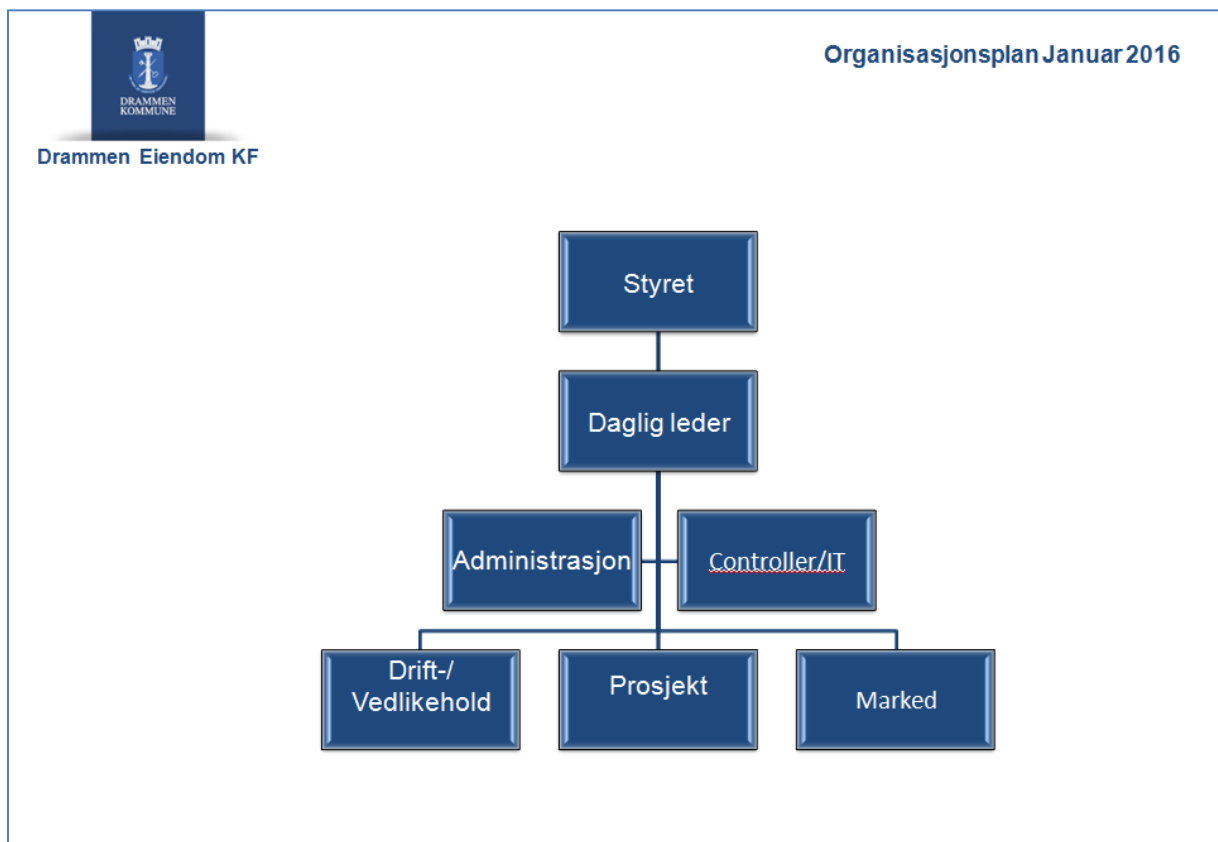 DRAMMEN
KOMMUNE
Drammen Eiendom KF
Organisasjonsplan Januar 2016
Styret
Daglig leder
Administrasjon
Controller/IT
Drift-/
Vedlikehold
Prosjekt
Marked